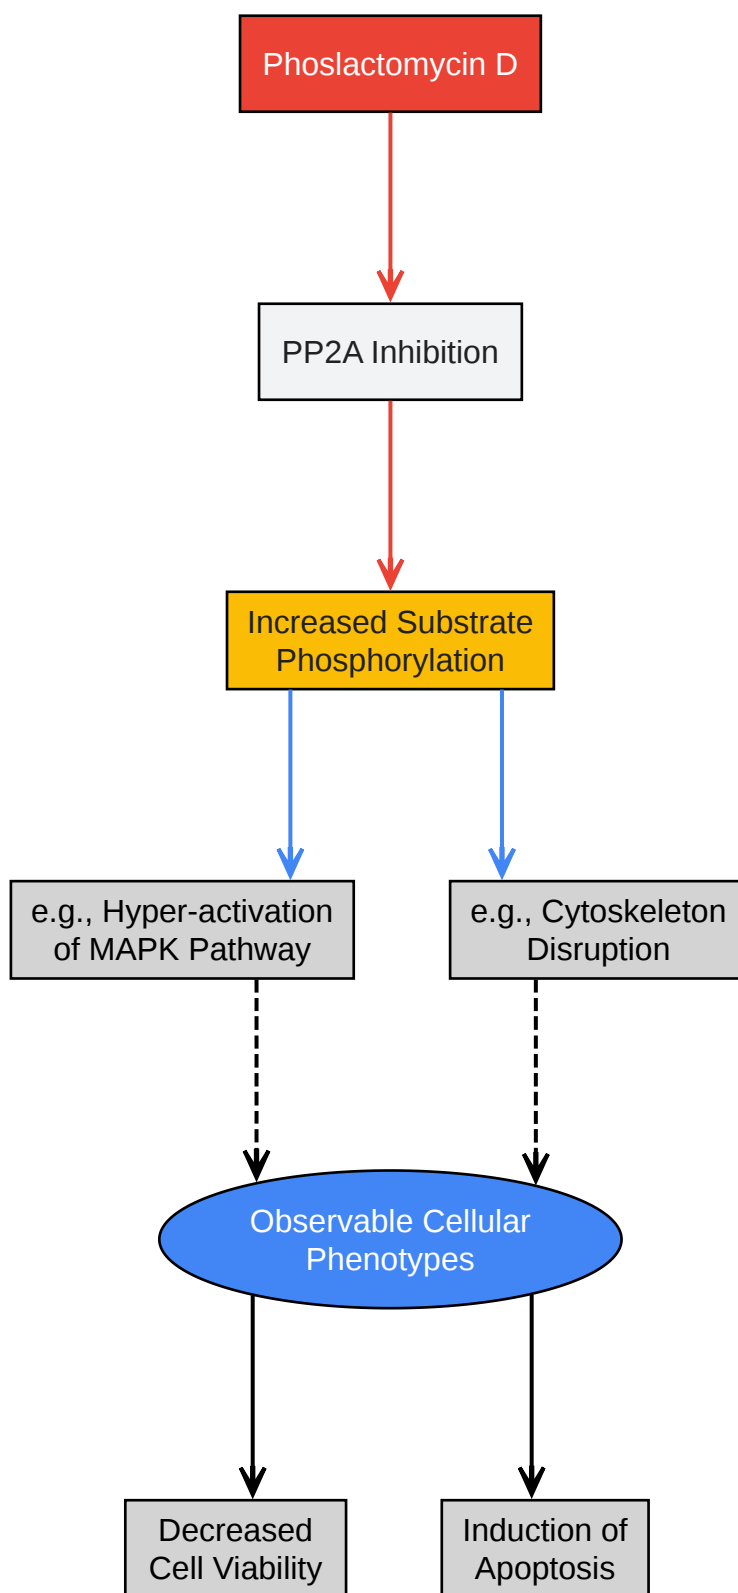 Phoslactomycin D
PP2A Inhibition
Increased Substrate
Phosphorylation
e.g., Hyper-activation
of MAPK Pathway
e.g., Cytoskeleton
Disruption
Observable Cellular
Phenotypes
Decreased
Cell Viability
Induction of
Apoptosis